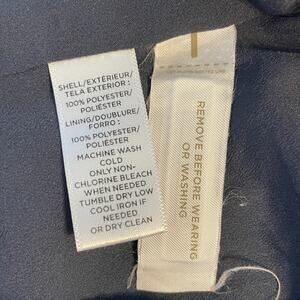 SHELL/EXTÉRIEUR/
TELA EXTERIOR :
100% POLYESTER/
POLIÉSTER
LINING/DOUBLURE/
FORRO :
100% POLYESTER/
POLIÉSTER
MACHINE WASH
COLD
ONLY NON-
CHLORINE BLEACH
WHEN NEEDED
TUMBLE DRY LOW
COOL IRON IF
NEEDED
OR DRY CLEAN
REMOVE BEFORE WEARING
OR WASHING